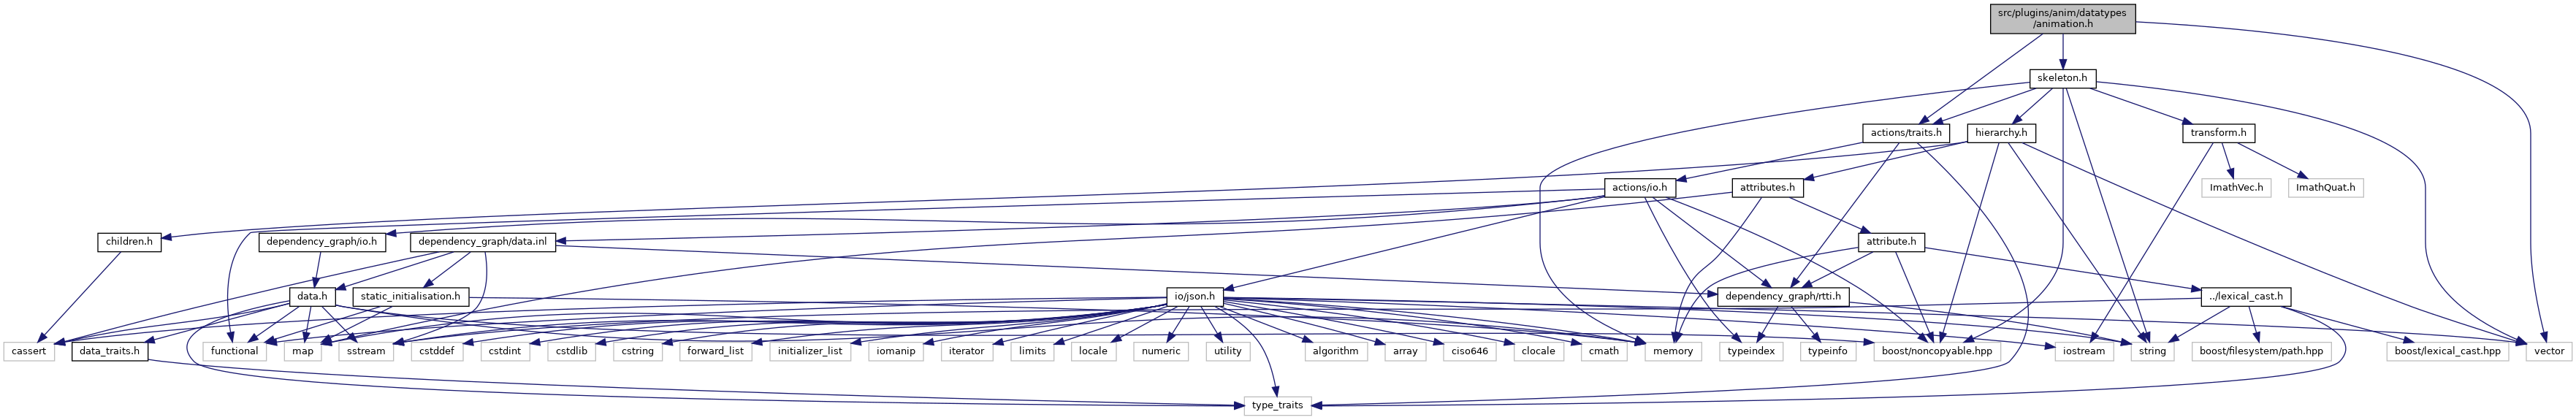 src/plugins/anim/datatypes
/animation.h
skeleton.h
actions/traits.h
hierarchy.h
transform.h
actions/io.h
attributes.h
ImathVec.h
ImathQuat.h
children.h
dependency_graph/io.h
dependency_graph/data.inl
attribute.h
data.h
static_initialisation.h
io/json.h
dependency_graph/rtti.h
../lexical_cast.h
cassert
data_traits.h
functional
map
sstream
cstddef
cstdint
cstdlib
cstring
forward_list
initializer_list
iomanip
iterator
limits
locale
numeric
utility
algorithm
array
ciso646
clocale
cmath
memory
typeindex
typeinfo
boost/noncopyable.hpp
iostream
string
boost/filesystem/path.hpp
boost/lexical_cast.hpp
vector
type_traits